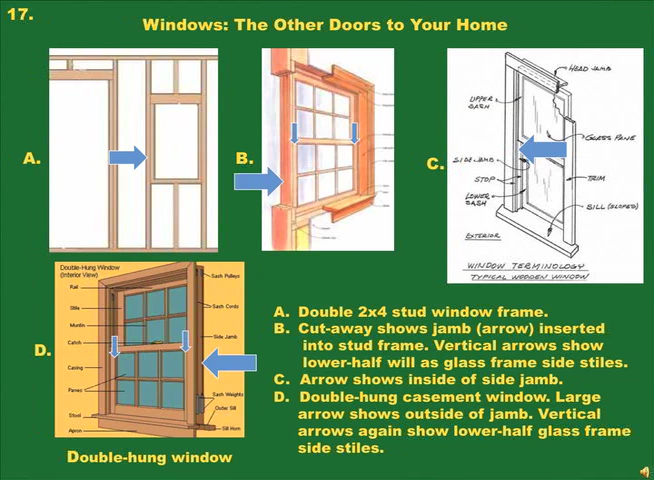 17.
Windows: The Other Doors to Your Home
A.
B.
C.
HEAD JAMB
UPPER
SASH
GLASS PANE
SIDE JAMB
STOP
TRIM
LOWER
SASH
SILL (SLOPED)
EXTERIOR
WINDOW TERMINOLOGY
TYPICAL WOODEN WINDOW
D.
Double-Hung Window
(Interior View)
Sash Pulleys
Rail
Stile
Sash Cords
Muntin
Side Jamb
Catch
Casing
Panes
Sash Weights
Outer Sill
Stool
Sill Horn
Apron
Double-hung window
A. Double 2x4 stud window frame.
B. Cut-away shows jamb (arrow) inserted
into stud frame. Vertical arrows show
lower-half will as glass frame side stiles.
C. Arrow shows inside of side jamb.
D. Double-hung casement window. Large
arrow shows outside of jamb. Vertical
arrows again show lower-half glass frame
side stiles.